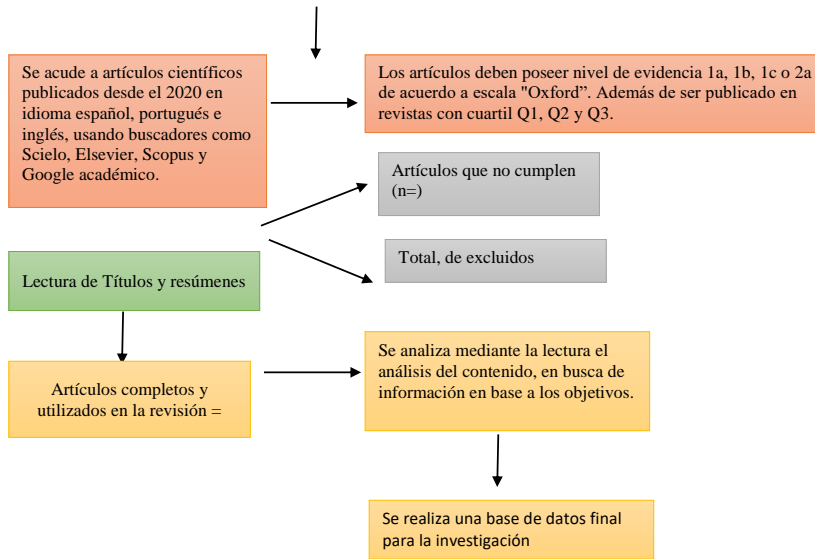 Se acude a artículos científicos
publicados desde el 2020 en
idioma español, portugués e
inglés, usando buscadores como
Scielo, Elsevier, Scopus y
Google académico.
Los artículos deben poseer nivel de evidencia 1a, 1b, 1c o 2a
de acuerdo a escala "Oxford”. Además de ser publicado en
revistas con cuartil Q1, Q2 y Q3.
Artículos que no cumplen
(n=)
Total, de excluidos
Lectura de Títulos y resúmenes
Artículos completos y
utilizados en la revisión =
Se analiza mediante la lectura el
análisis del contenido, en busca de
información en base a los objetivos.
Se realiza una base de datos final
para la investigación